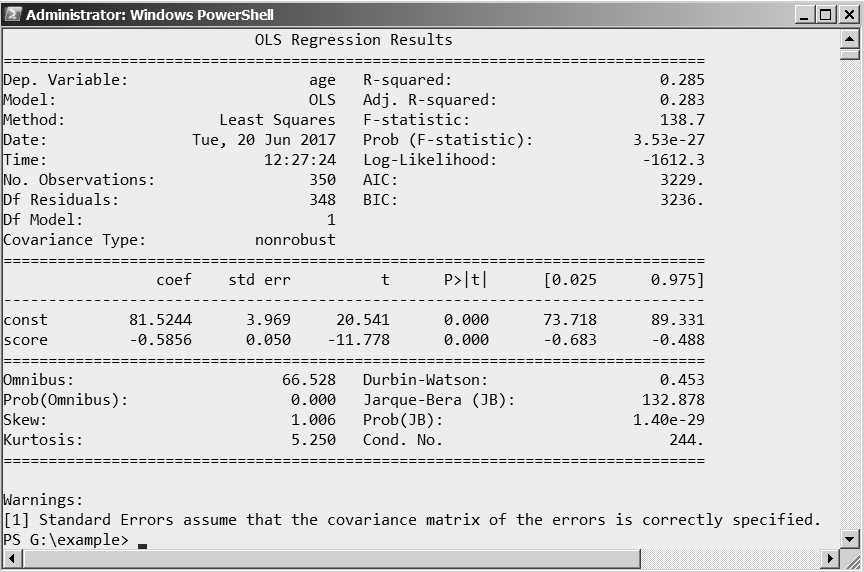 Administrator: Windows PowerShell
OLS Regression Results
==============================================================================
Dep. Variable:                    age   R-squared:                       0.285
Model:                            OLS   Adj. R-squared:                  0.283
Method:                 Least Squares   F-statistic:                     138.7
Date:                Tue, 20 Jun 2017   Prob (F-statistic):           3.53e-27
Time:                        12:27:24   Log-Likelihood:                -1612.3
No. Observations:                 350   AIC:                             3229.
Df Residuals:                     348   BIC:                             3236.
Df Model:                           1
Covariance Type:            nonrobust
==============================================================================
                 coef    std err          t      P>|t|      [0.025      0.975]
------------------------------------------------------------------------------
const         81.5244      3.969     20.541      0.000      73.718      89.331
score         -0.5856      0.050    -11.778      0.000      -0.683      -0.488
==============================================================================
Omnibus:                       66.528   Durbin-Watson:                   0.453
Prob(Omnibus):                  0.000   Jarque-Bera (JB):              132.878
Skew:                           1.006   Prob(JB):                     1.40e-29
Kurtosis:                       5.250   Cond. No.                         244.
==============================================================================
Warnings:
[1] Standard Errors assume that the covariance matrix of the errors is correctly specified.
PS G:\example> _